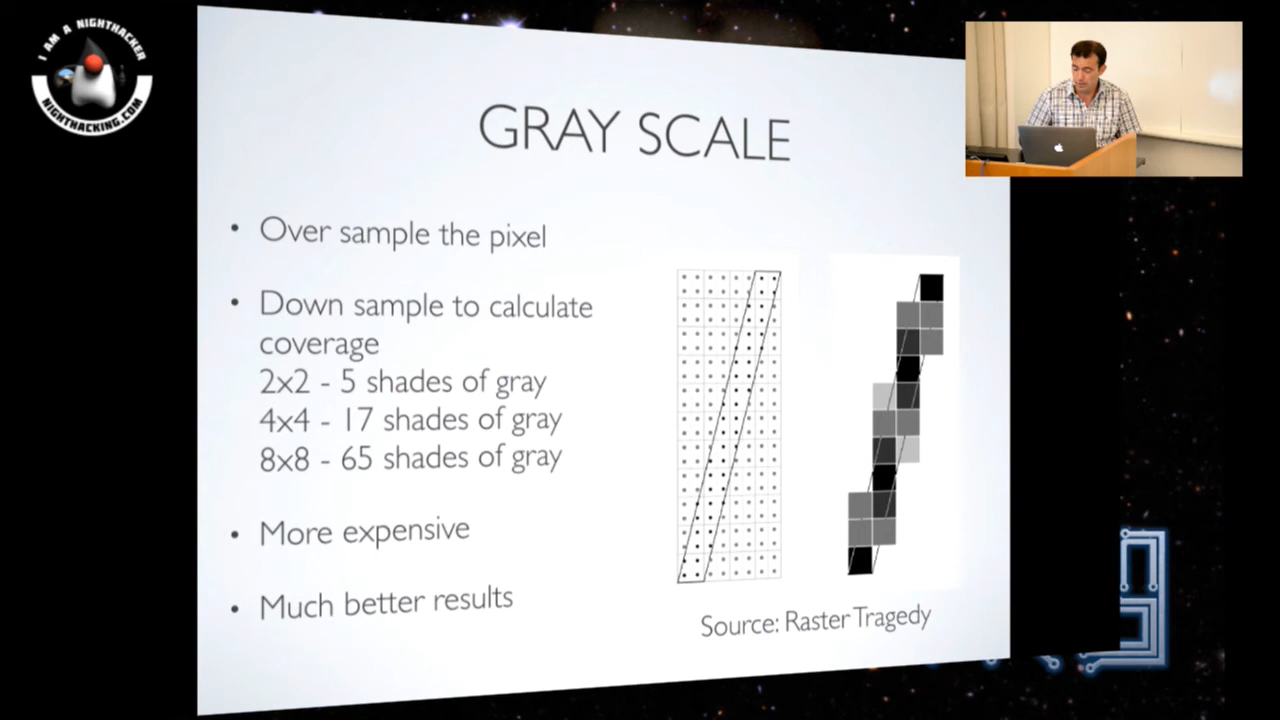 I AM A NIGHTHACKER
NIGHTHACKING.COM
GRAY SCALE
• Over sample the pixel
• Down sample to calculate
coverage
2x2 - 5 shades of gray
4x4 - 17 shades of gray
8x8 - 65 shades of gray
• More expensive
• Much better results
Source: Raster Tragedy